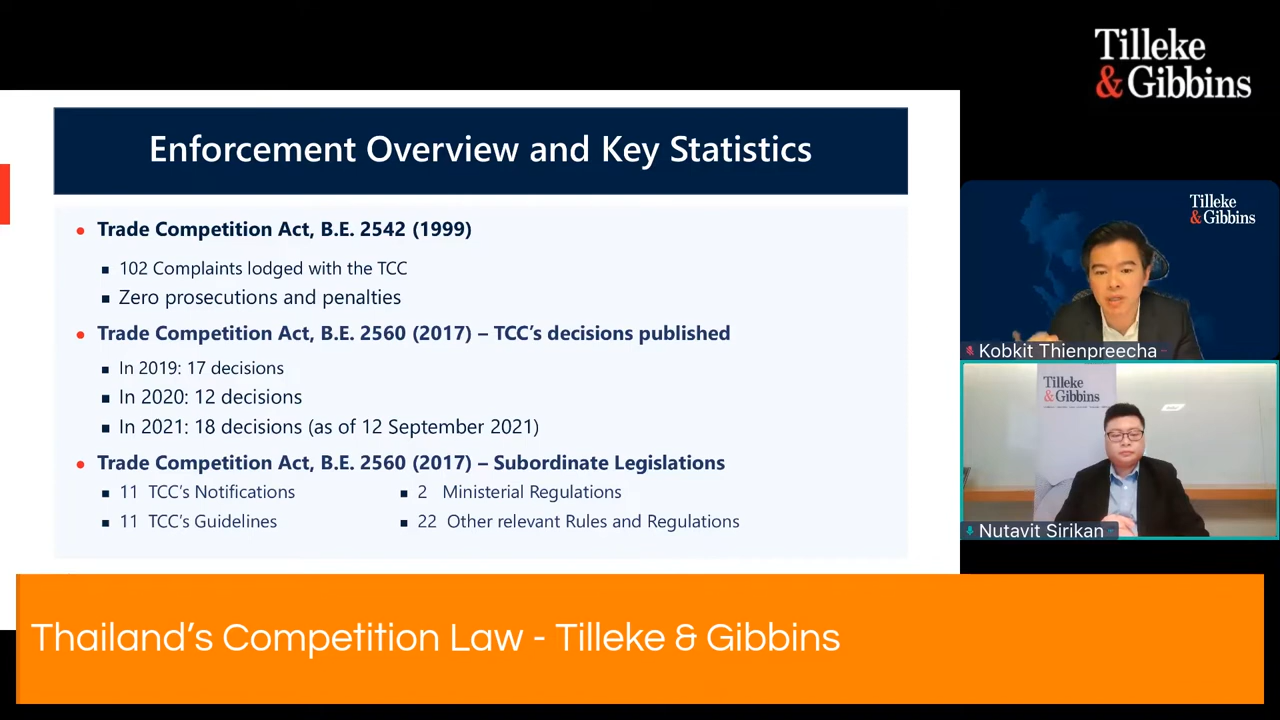 Tilleke
& Gibbins
Enforcement Overview and Key Statistics
• Trade Competition Act, B.E. 2542 (1999)
▪ 102 Complaints lodged with the TCC
▪ Zero prosecutions and penalties
• Trade Competition Act, B.E. 2560 (2017) – TCC’s decisions published
▪ In 2019: 17 decisions
▪ In 2020: 12 decisions
▪ In 2021: 18 decisions (as of 12 September 2021)
• Trade Competition Act, B.E. 2560 (2017) – Subordinate Legislations
▪ 11 TCC’s Notifications
▪ 2 Ministerial Regulations
▪ 11 TCC’s Guidelines
▪ 22 Other relevant Rules and Regulations
Tilleke
& Gibbins
Kobkit Thienpreecha
Tilleke
& Gibbins
Nutavit Sirikan
Thailand’s Competition Law - Tilleke & Gibbins